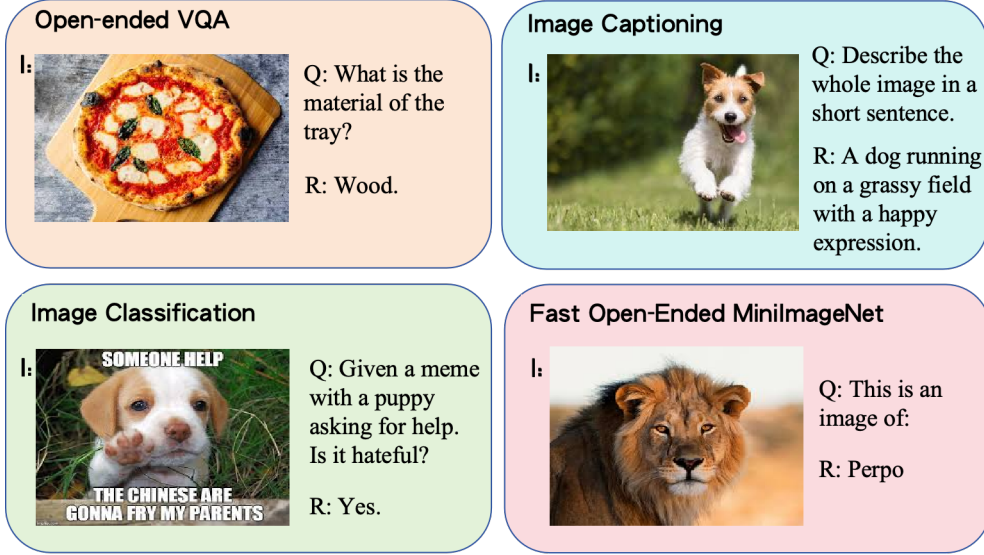 Open-ended VQA
I:
Q: What is the
material of the
tray?
R: Wood.
Image Captioning
I:
Q: Describe the
whole image in a
short sentence.
R: A dog running
on a grassy field
with a happy
expression.
Image Classification
I:
SOMEONE HELP
THE CHINESE ARE
GONNA FRY MY PARENTS
Q: Given a meme
with a puppy
asking for help.
Is it hateful?
R: Yes.
Fast Open-Ended MiniImageNet
I:
Q: This is an
image of:
R: Perpo